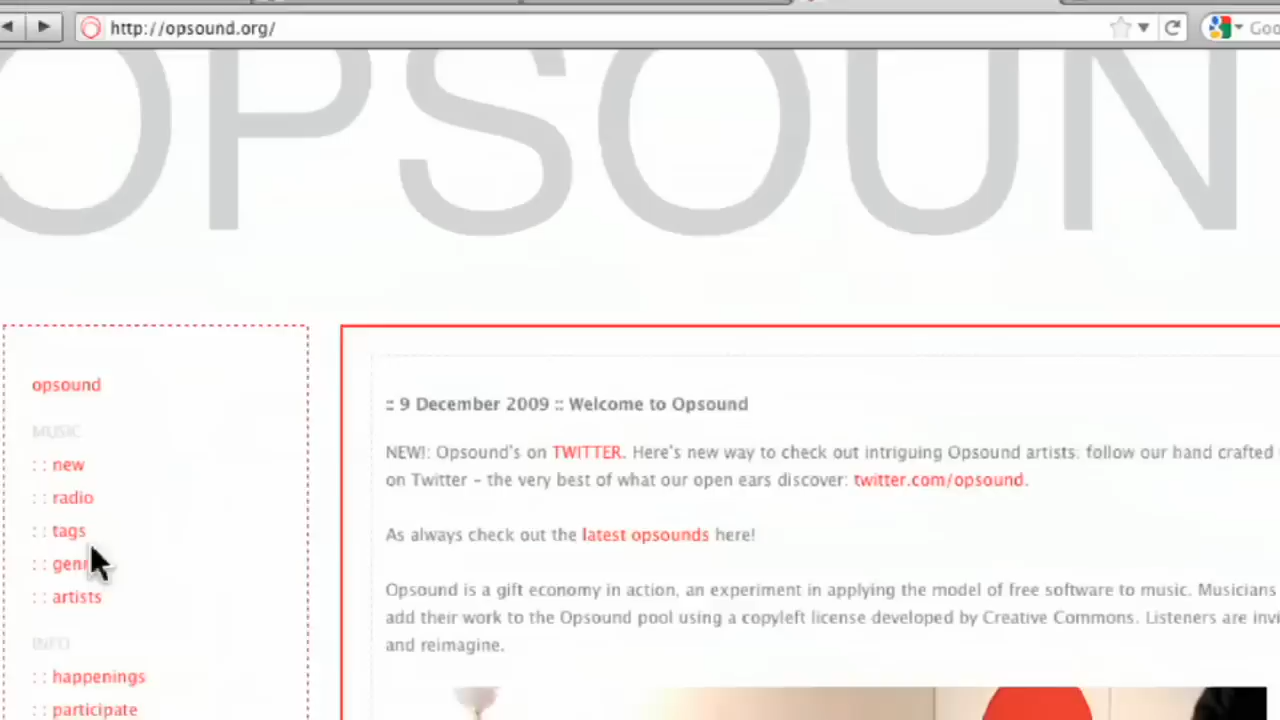 http://opsound.org/
Goo
OPSOUN
opsound
MUSIC
:: new
:: radio
:: tags
:: gen
:: artists
INFO
:: happenings
:: participate
:: 9 December 2009 :: Welcome to Opsound
NEW!: Opsound's on TWITTER. Here's new way to check out intriguing Opsound artists: follow our hand crafted
on Twitter - the very best of what our open ears discover: twitter.com/opsound.
As always check out the latest opsounds here!
Opsound is a gift economy in action, an experiment in applying the model of free software to music. Musicians
add their work to the Opsound pool using a copyleft license developed by Creative Commons. Listeners are invi
and reimagine.